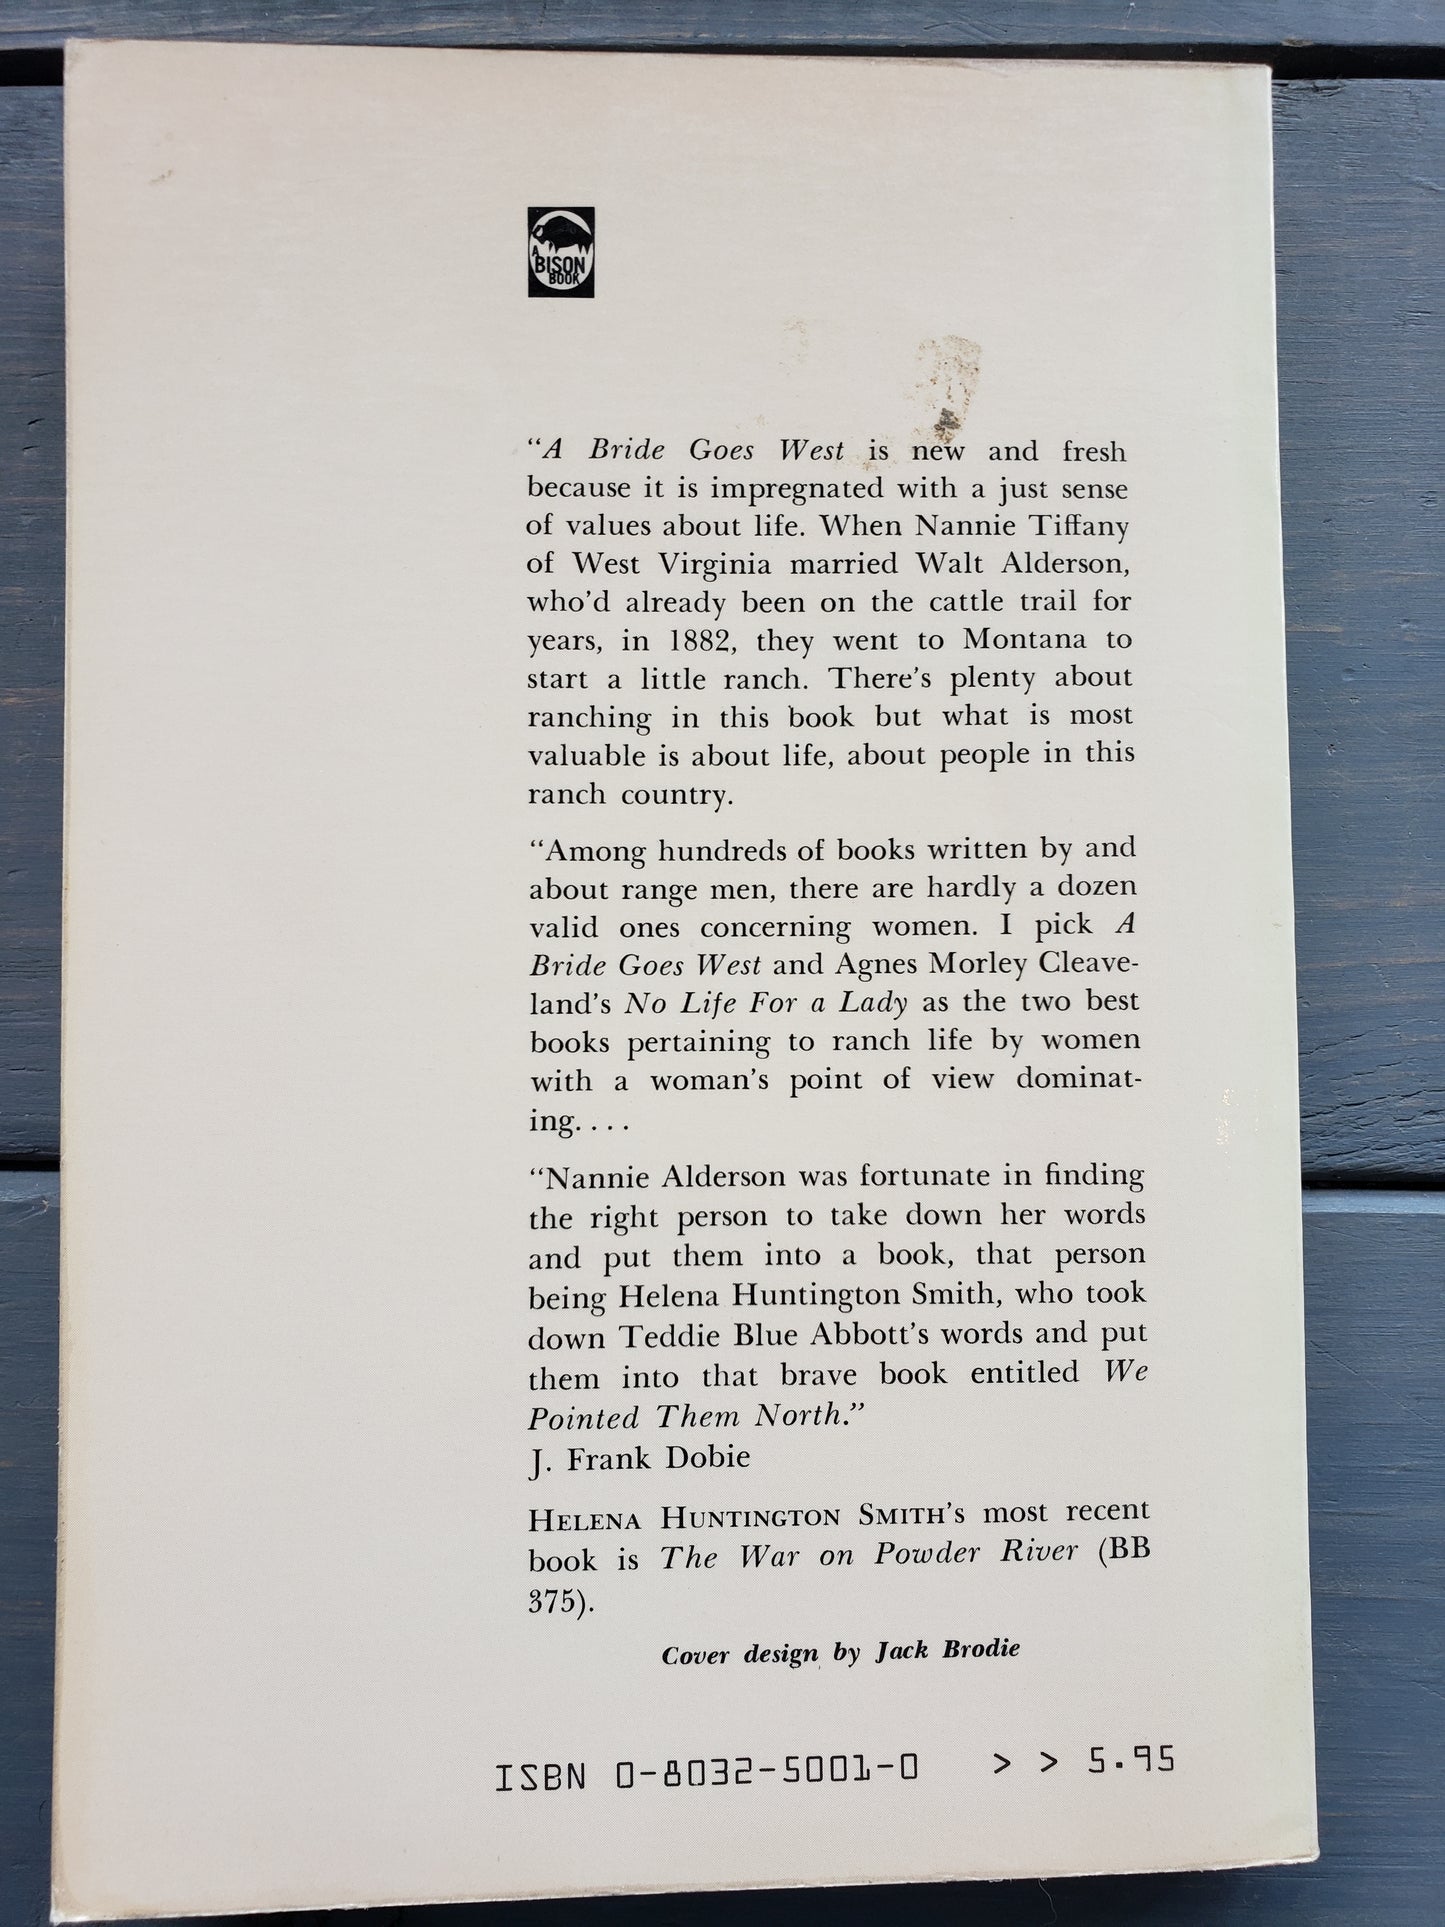 A
BISON
BOOK
“A Bride Goes West is new and fresh
because it is impregnated with a just sense
of values about life. When Nannie Tiffany
of West Virginia married Walt Alderson,
who’d already been on the cattle trail for
years, in 1882, they went to Montana to
start a little ranch. There’s plenty about
ranching in this book but what is most
valuable is about life, about people in this
ranch country.
“Among hundreds of books written by and
about range men, there are hardly a dozen
valid ones concerning women. I pick A
Bride Goes West and Agnes Morley Cleave-
land’s No Life For a Lady as the two best
books pertaining to ranch life by women
with a woman’s point of view dominat-
ing. . . .
“Nannie Alderson was fortunate in finding
the right person to take down her words
and put them into a book, that person
being Helena Huntington Smith, who took
down Teddie Blue Abbott’s words and put
them into that brave book entitled We
Pointed Them North.”
J. Frank Dobie
HELENA HUNTINGTON SMITH’S most recent
book is The War on Powder River (BB
375).
Cover design by Jack Brodie
ISBN 0-8032-5001-0 > > 5.95